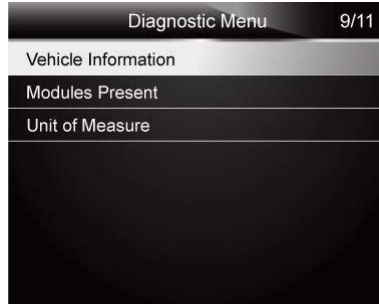 Diagnostic Menu 9/11
Vehicle Information
Modules Present
Unit of Measure